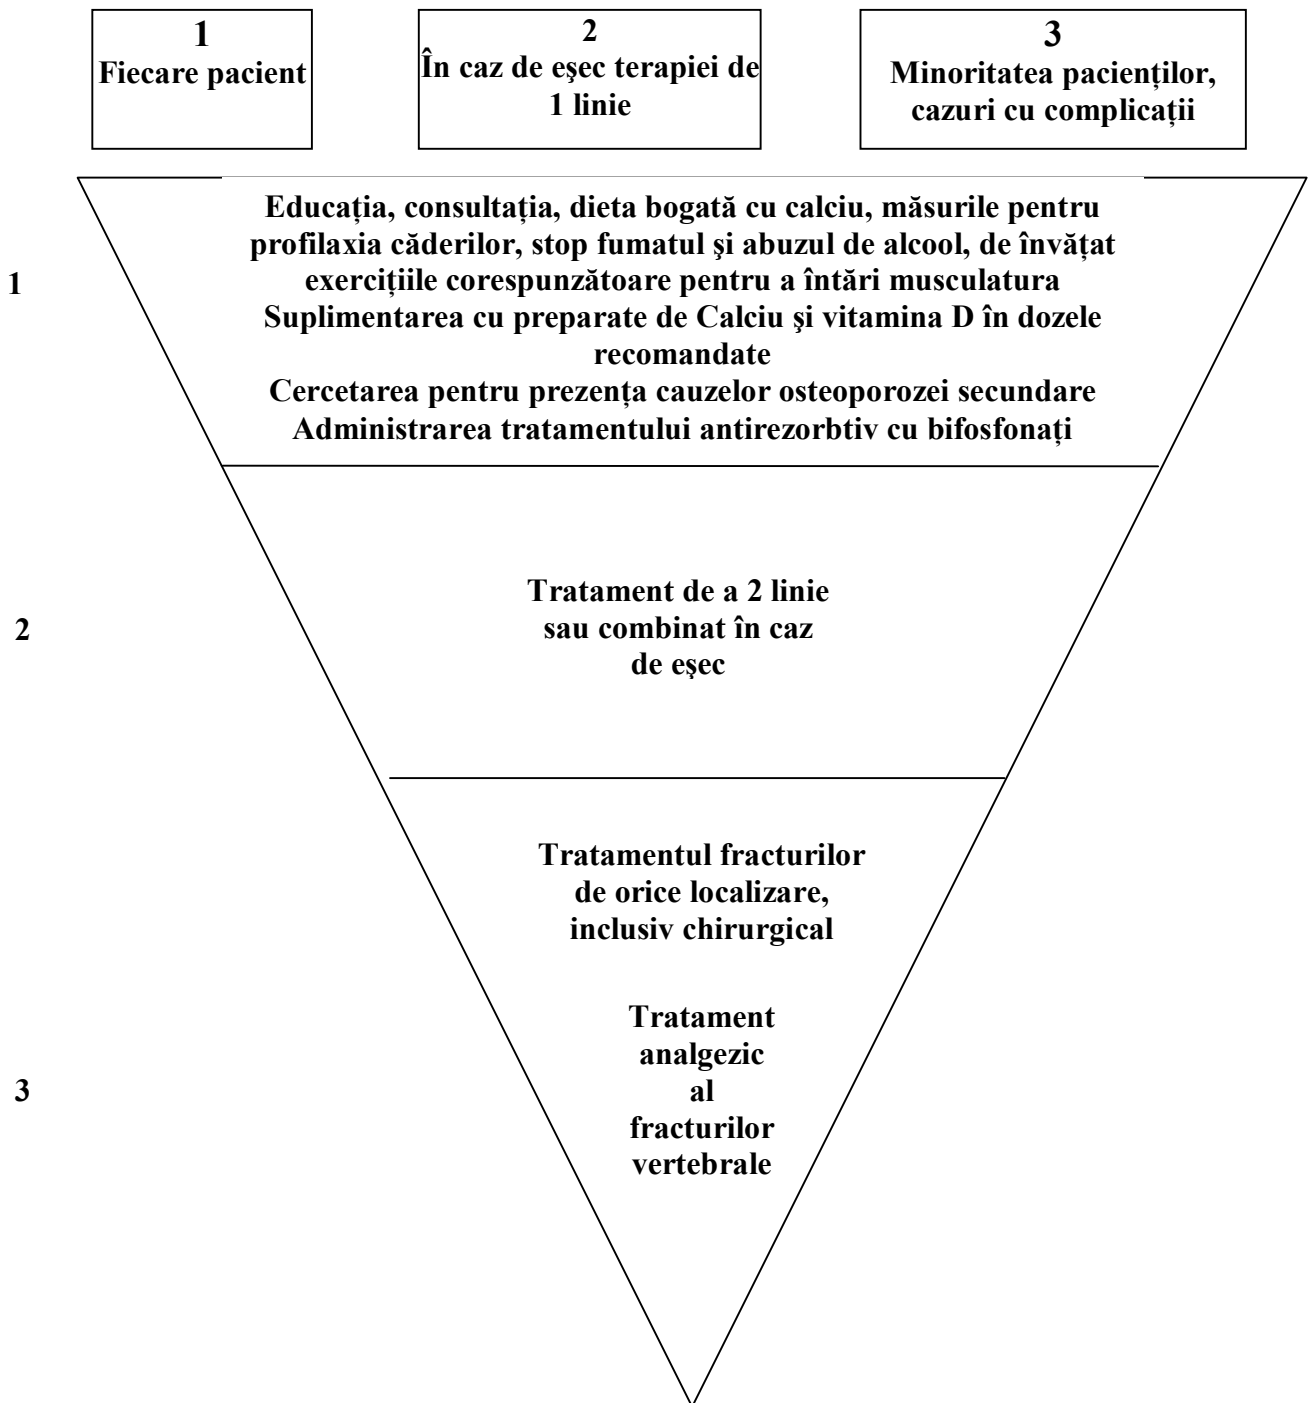 1
Fiecare pacient
2
În caz de eşec terapiei de
1 linie
3
Minoritatea pacienților,
cazuri cu complicații
1
Educația, consultația, dieta bogată cu calciu, măsurile pentru
profilaxia căderilor, stop fumatul şi abuzul de alcool, de învățat
exercițiile corespunzătoare pentru a întări musculatura
Suplimentarea cu preparate de Calciu şi vitamina D în dozele
recomandate
Cercetarea pentru prezența cauzelor osteoporozei secundare
Administrarea tratamentului antirezorbtiv cu bifosfonați
2
Tratament de a 2 linie
sau combinat în caz
de eşec
3
Tratamentul fracturilor
de orice localizare,
inclusiv chirurgical
Tratament
analgezic
al
fracturilor
vertebrale